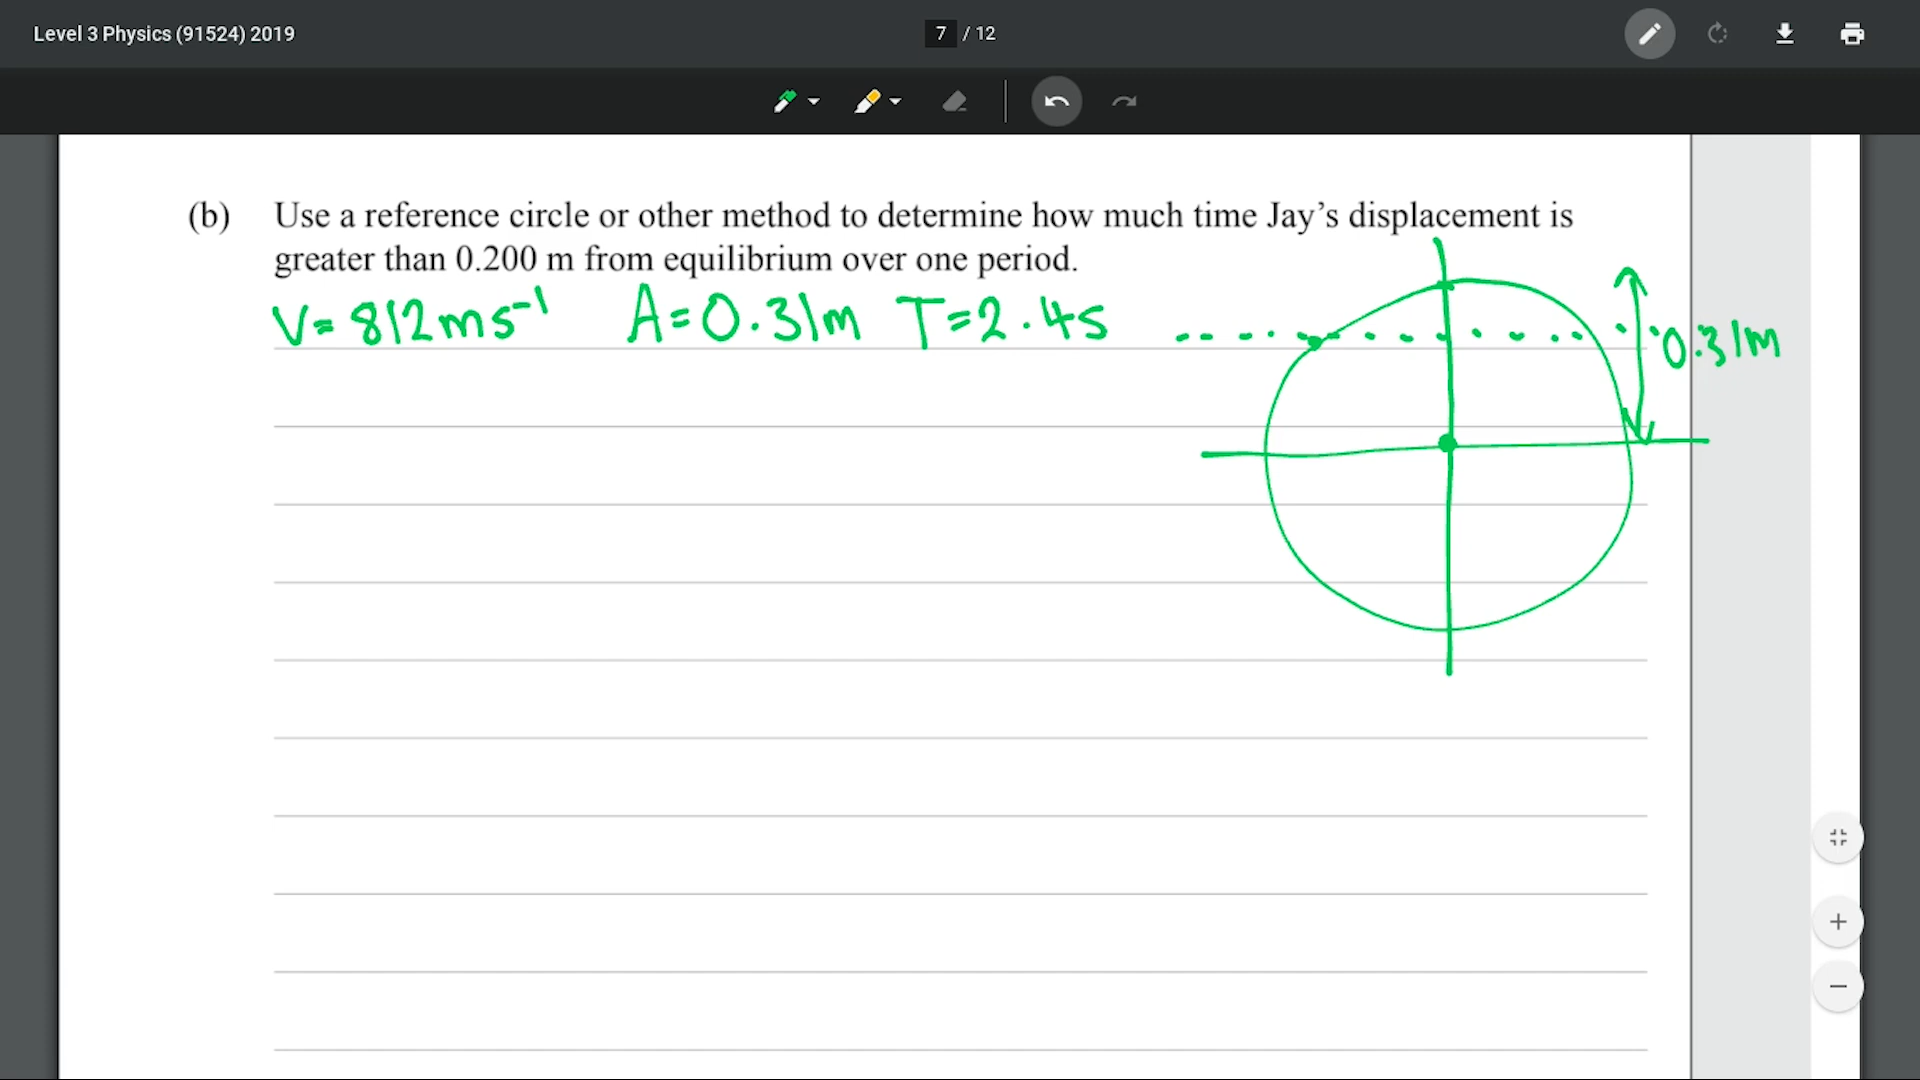 Level 3 Physics (91524) 2019
7 / 12
(b) Use a reference circle or other method to determine how much time Jay's displacement is
greater than 0.200 m from equilibrium over one period.
V=812ms⁻¹ A=0.31m T=2.4s
0.31m